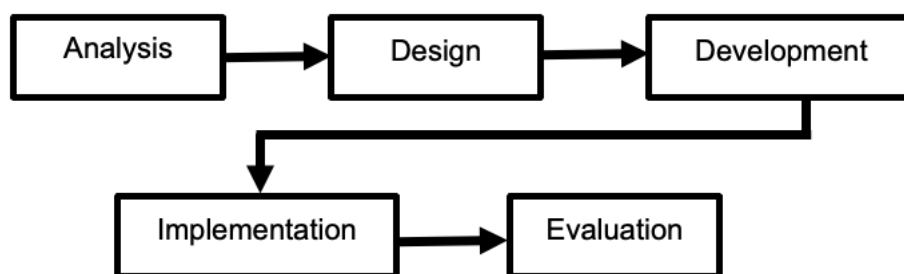 Analysis
Design
Development
Implementation
Evaluation